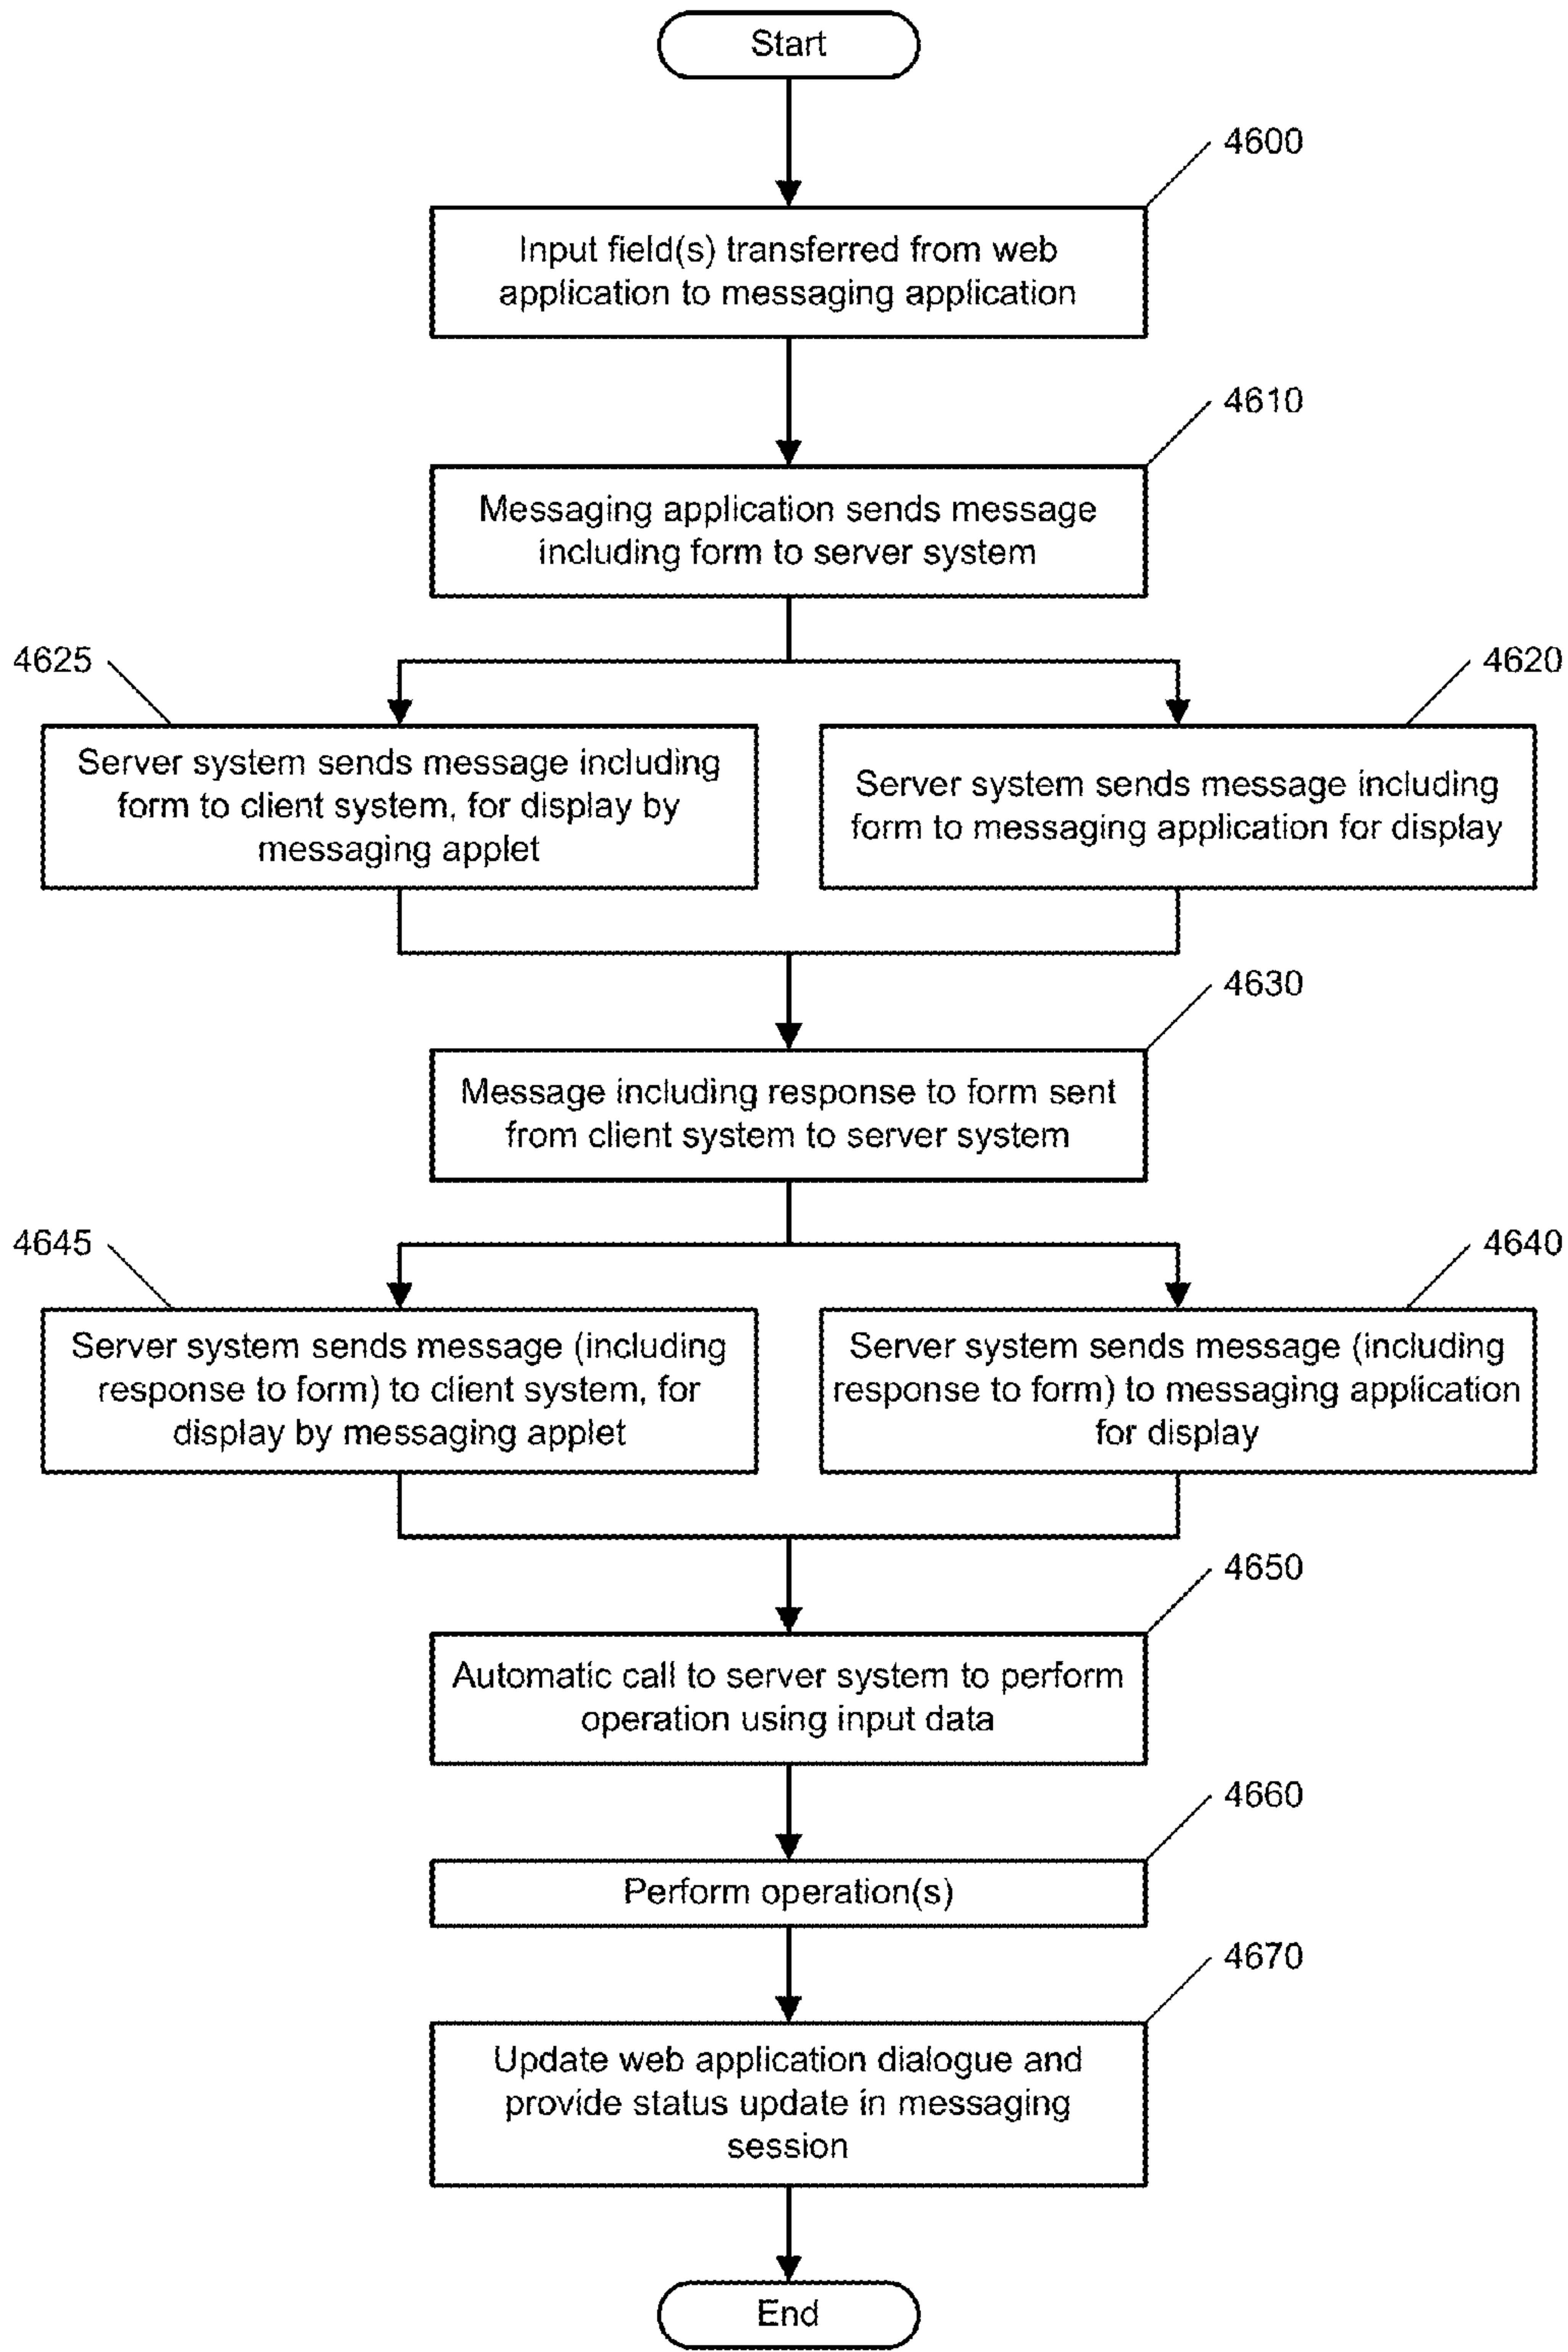 Start
4600
Input field(s) transferred from web
application to messaging application
4610
Messaging application sends message
including form to server system
4625
4620
Server system sends message including
form to client system, for display by
messaging applet
Server system sends message including
form to messaging application for display
4630
Message including response to form sent
from client system to server system
4645
4640
Server system sends message (including
response to form) to client system, for
display by messaging applet
Server system sends message (including
response to form) to messaging application
for display
4650
Automatic call to server system to perform
operation using input data
4660
Perform operation(s)
4670
Update web application dialogue and
provide status update in messaging
session
End